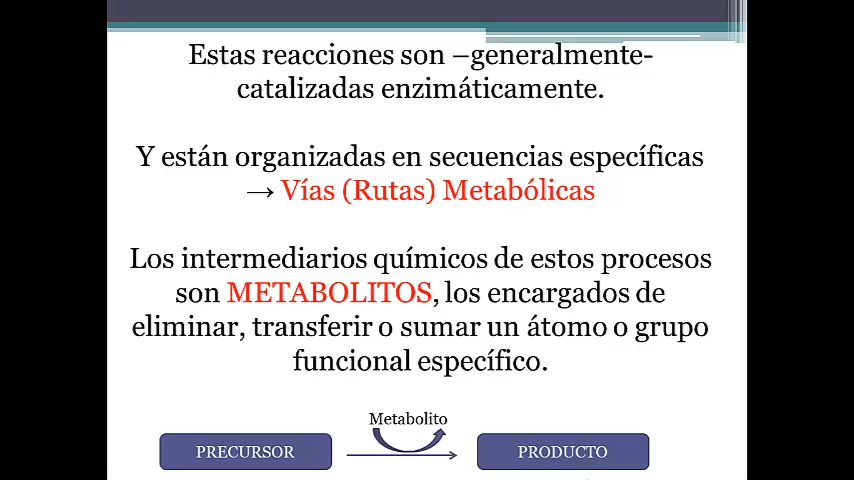 Estas reacciones son –generalmente-
catalizadas enzimáticamente.
Y están organizadas en secuencias específicas
→ Vías (Rutas) Metabólicas
Los intermediarios químicos de estos procesos
son METABOLITOS, los encargados de
eliminar, transferir o sumar un átomo o grupo
funcional específico.
Metabolito
PRECURSOR
PRODUCTO